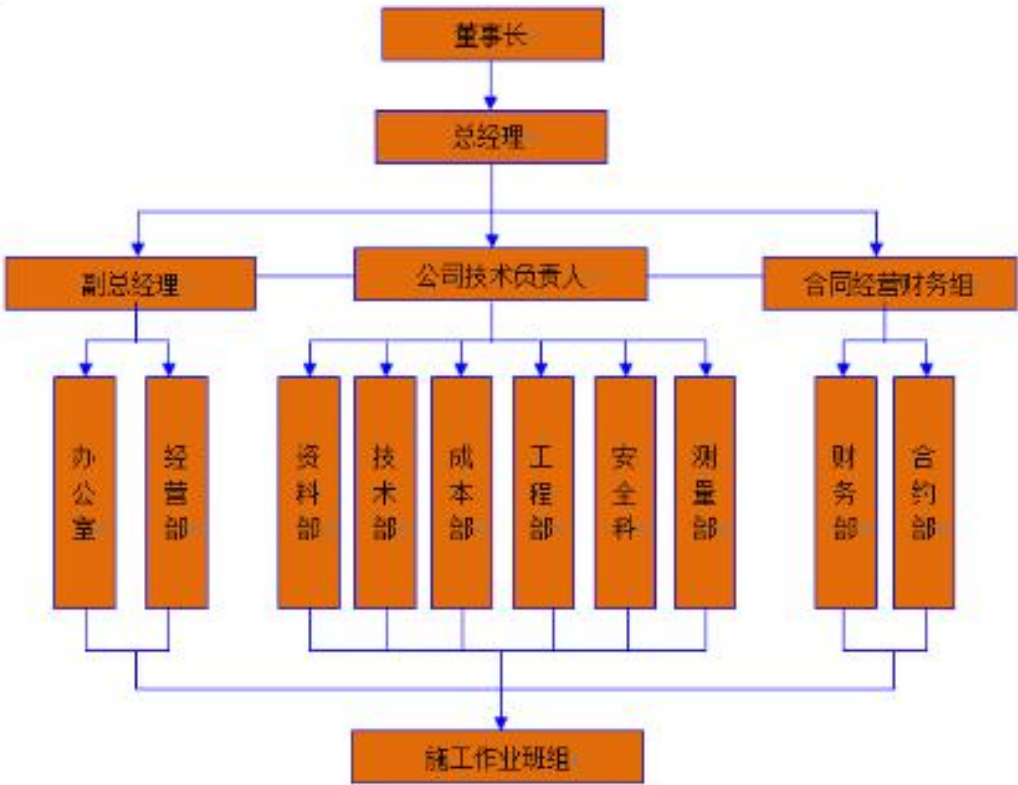 董事长
总经理
副总经理
公司技术负责人
合同经营财务组
办公室
经营部
资料部
技术部
成本部
工程部
安全科
测量部
财务部
合约部
施工作业班组